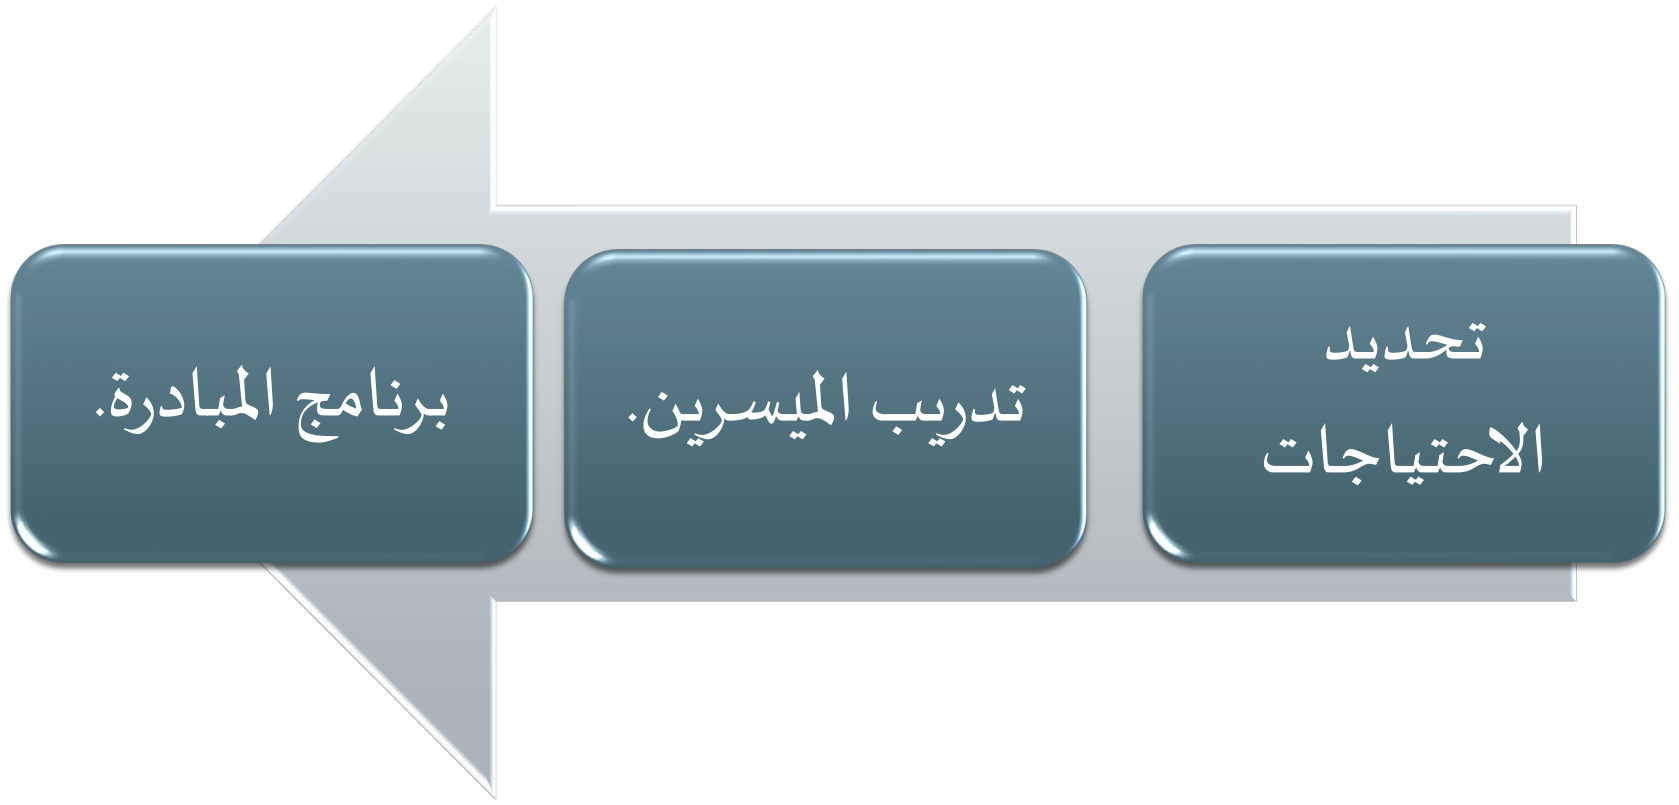 تحديد
الاحتياجات
تدريب الميسرين.
برنامج المبادرة.